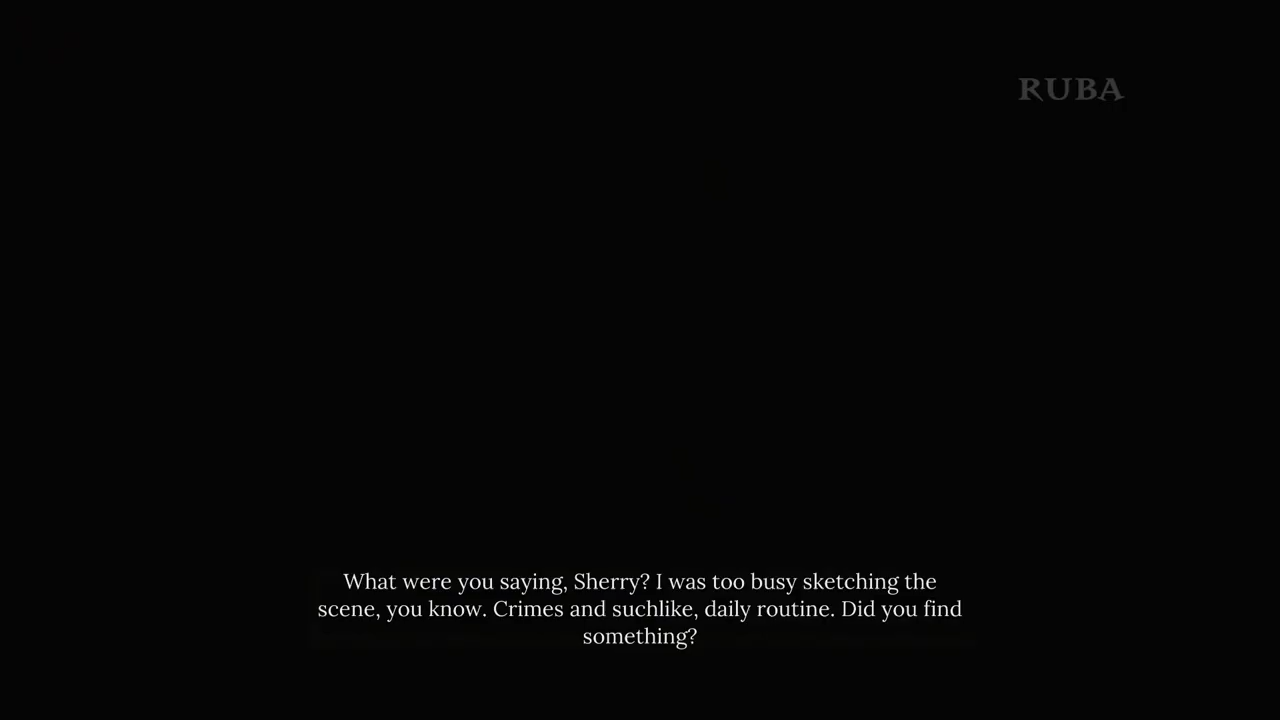 RUBA
What were you saying, Sherry? I was too busy sketching the
scene, you know. Crimes and suchlike, daily routine. Did you find
something?